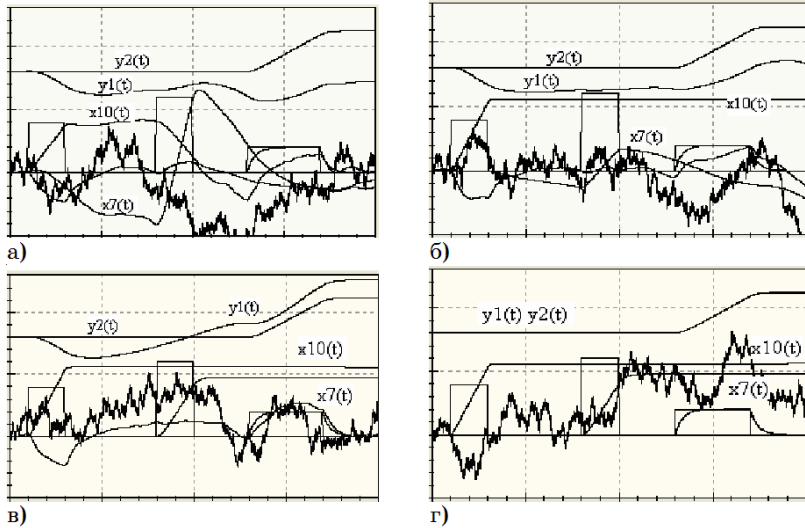 y2(t)
y1(t)
x10(t)
x7(t)
а)
y2(t)
y1(t)
x10(t)
x7(t)
б)
y1(t)
y2(t)
x10(t)
x7(t)
в)
y1(t) y2(t)
x10(t)
x7(t)
г)